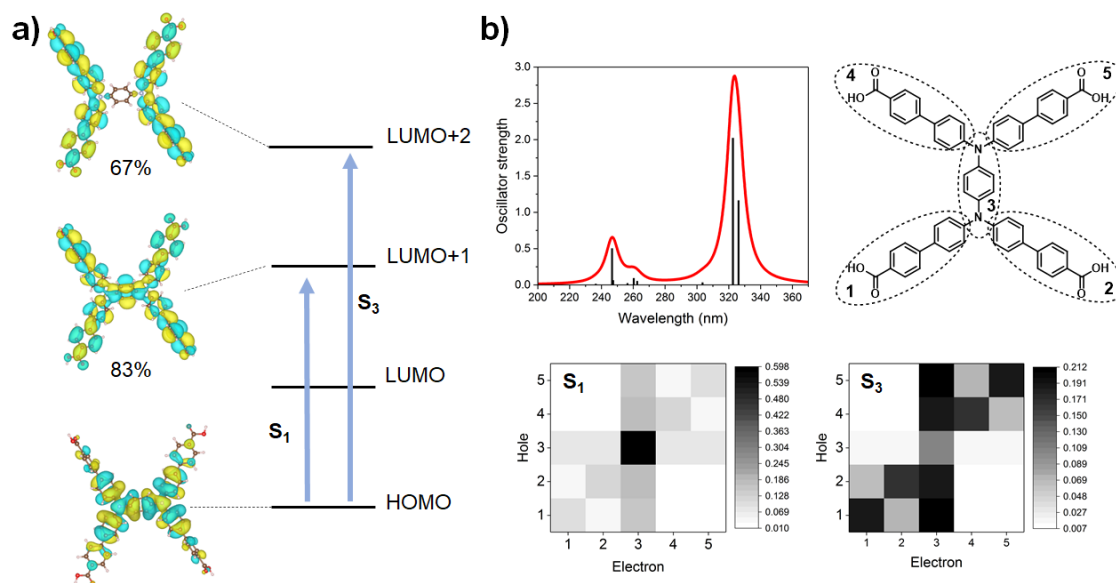 a)
LUMO+2
67%
LUMO+1
S3
83%
LUMO
S1
HOMO
b)
3.0
2.5
2.0
1.5
1.0
0.5
0.0
Oscillator strength
200 220 240 260 280 300 320 340 360
Wavelength (nm)
4 5
O O
HO OH
N
3
N
HO OH
O O
1 2
S1
5
4
3
2
1
Hole
1 2 3 4 5
Electron
0.598
0.539
0.480
0.422
0.363
0.304
0.245
0.186
0.128
0.069
0.010
S3
5
4
3
2
1
Hole
1 2 3 4 5
Electron
0.212
0.191
0.171
0.151
0.130
0.110
0.089
0.069
0.048
0.027
0.007